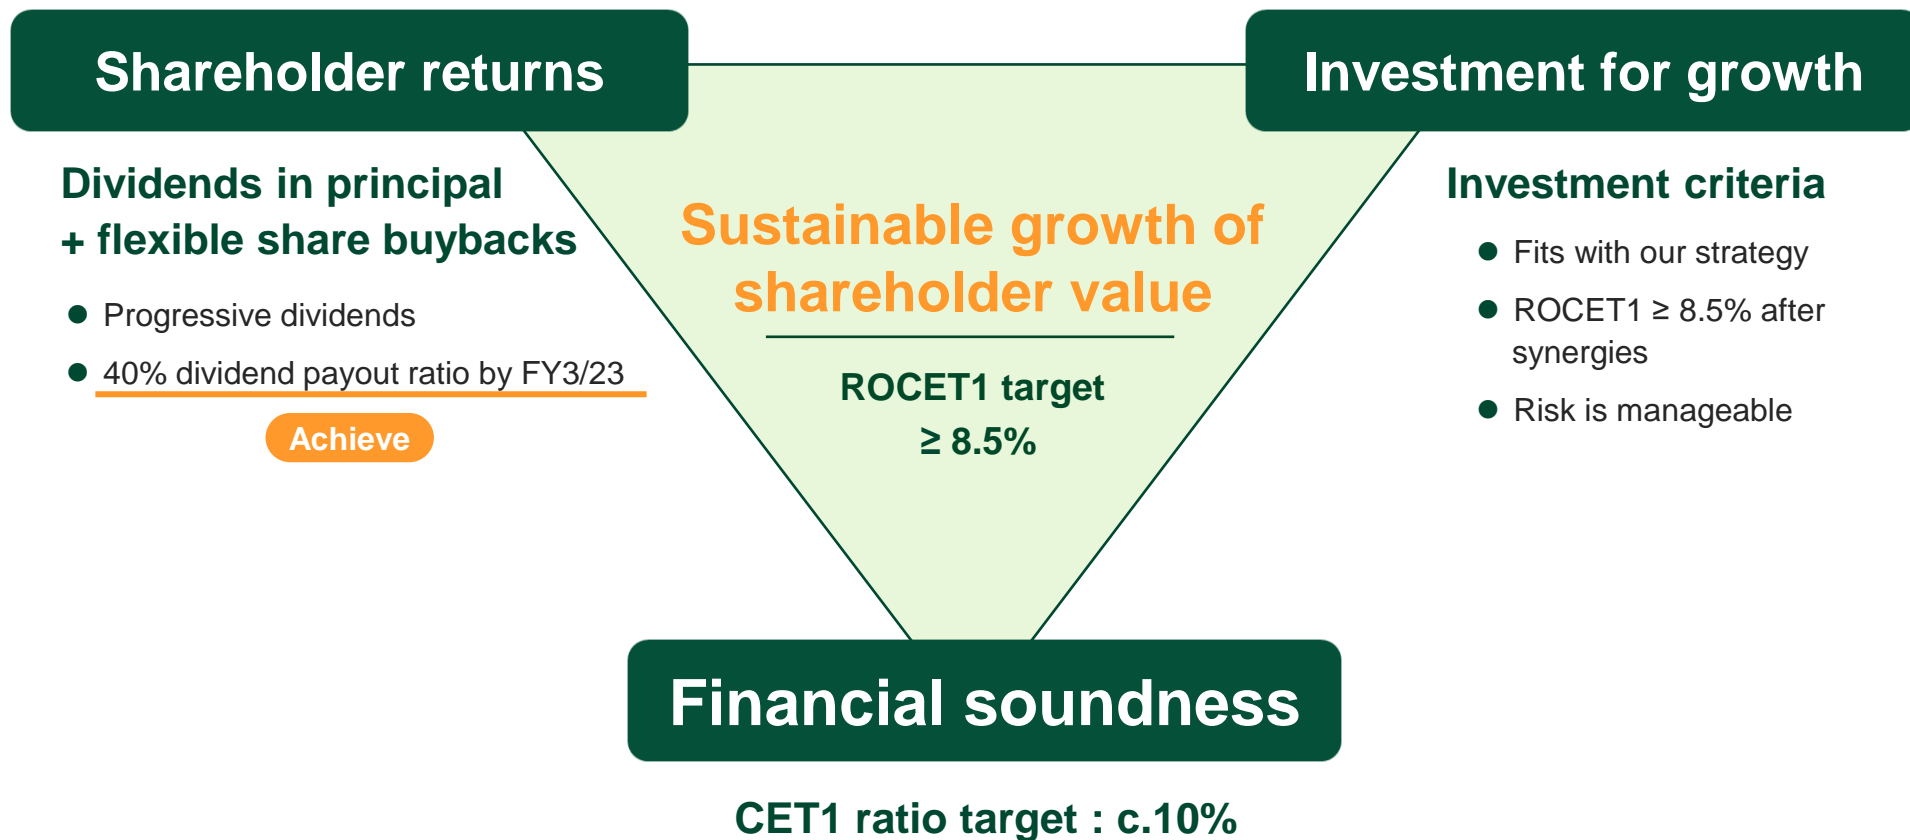 Shareholder returns
Investment for growth
Dividends in principal
+ flexible share buybacks
● Progressive dividends
● 40% dividend payout ratio by FY3/23
Achieve
Sustainable growth of
shareholder value
ROCET1 target
≥ 8.5%
Investment criteria
● Fits with our strategy
● ROCET1 ≥ 8.5% after
synergies
● Risk is manageable
Financial soundness
CET1 ratio target : c.10%